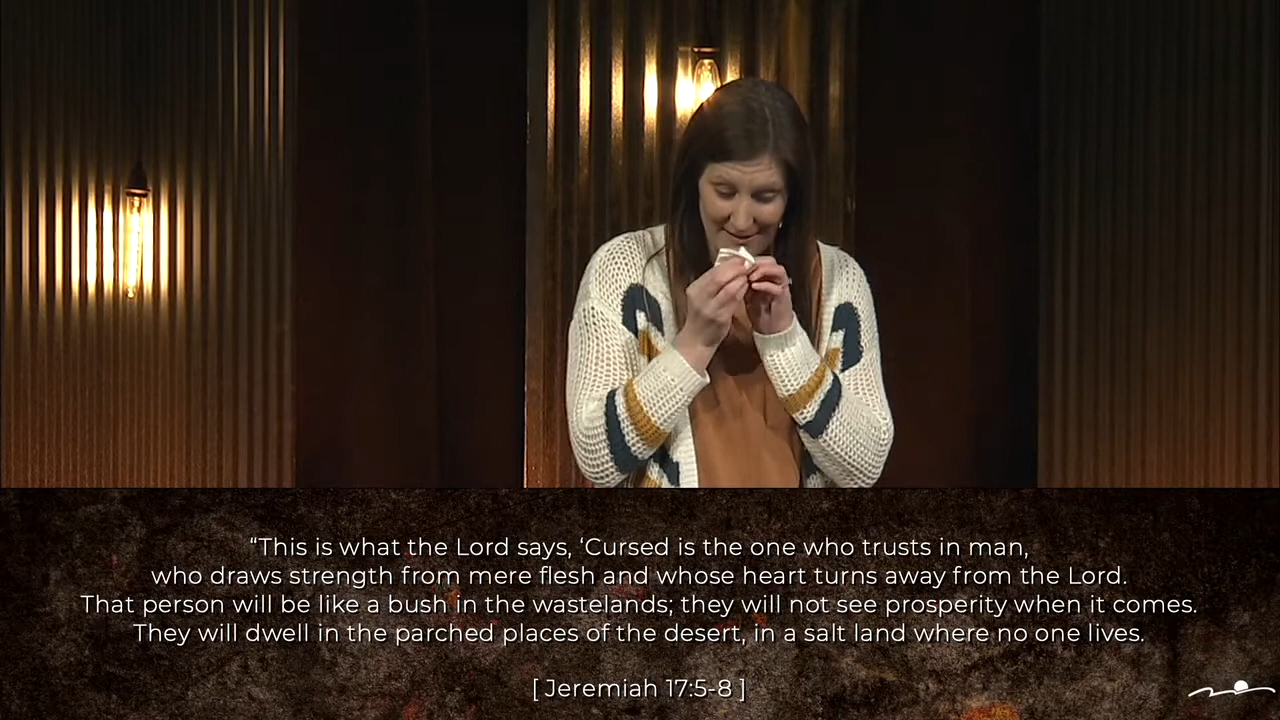 “This is what the Lord says, ‘Cursed is the one who trusts in man,
who draws strength from mere flesh and whose heart turns away from the Lord.
That person will be like a bush in the wastelands; they will not see prosperity when it comes.
They will dwell in the parched places of the desert, in a salt land where no one lives.
[ Jeremiah 17:5-8 ]